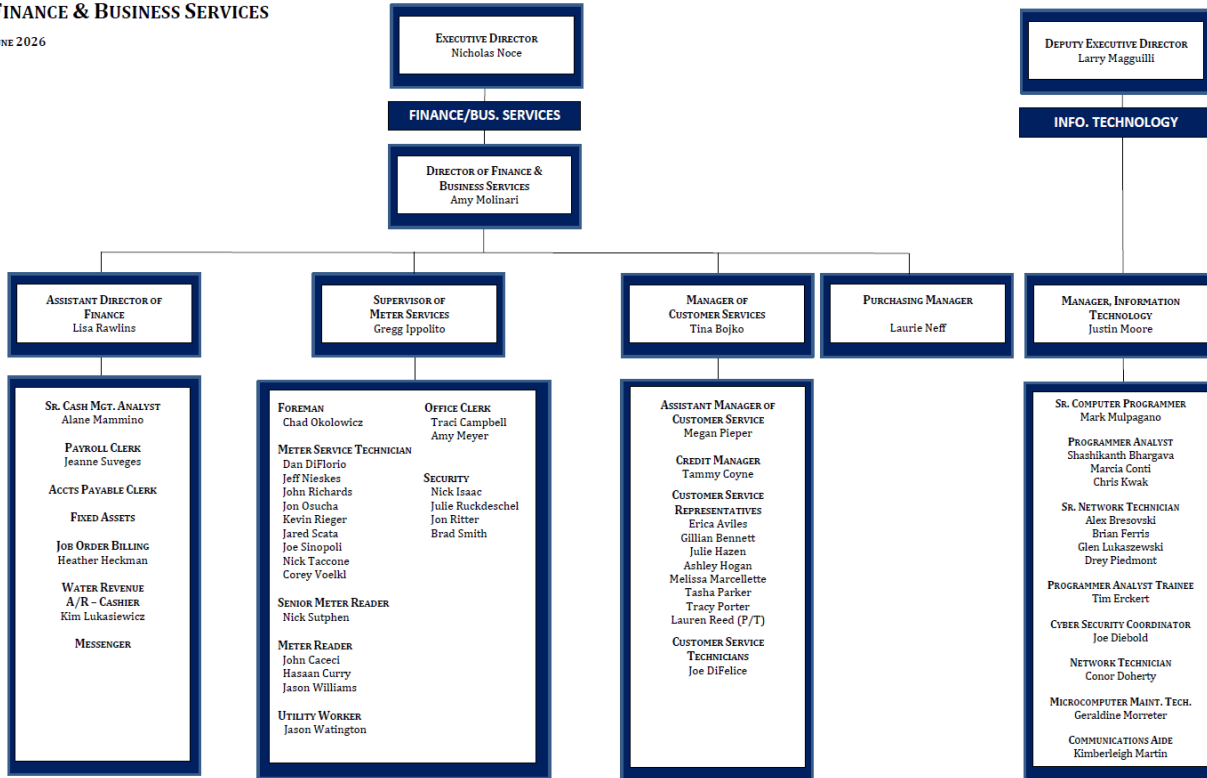 FINANCE & BUSINESS SERVICES
2026
EXECUTIVE DIRECTOR
Nicholas Noce
FINANCE/BUS. SERVICES
DIRECTOR OF FINANCE &
BUSINESS SERVICES
Amy Molinari
DEPUTY EXECUTIVE DIRECTOR
Larry Magguilli
INFO. TECHNOLOGY
ASSISTANT DIRECTOR OF
FINANCE
Lisa Rawlins
SUPERVISOR OF
METER SERVICES
Gregg Ippolito
MANAGER OF
CUSTOMER SERVICES
Tina Bojko
PURCHASING MANAGER
Laurie Neff
MANAGER, INFORMATION
TECHNOLOGY
Justin Moore
SR. CASH MGT. ANALYST
Alane Mammino
PAYROLL CLERK
Jeanne Suveges
ACCTS PAYABLE CLERK
FIXED ASSETS
JOB ORDER BILLING
Heather Heckman
WATER REVENUE
A/R – CASHIER
Kim Lukasiewicz
MESSENGER
FOREMAN
Chad Okolowicz
METER SERVICE TECHNICIAN
Dan DiFlorio
Jeff Nieskes
John Richards
Jon Osucha
Kevin Rieger
Jared Scata
Joe Sinopoli
Nick Taccone
Corey Voelkl
SENIOR METER READER
Nick Sutphen
METER READER
John Caceci
Hasaan Curry
Jason Williams
UTILITY WORKER
Jason Watington
OFFICE CLERK
Traci Campbell
Amy Meyer
SECURITY
Nick Isaac
Julie Ruckdeschel
Jon Ritter
Brad Smith
ASSISTANT MANAGER OF
CUSTOMER SERVICE
Megan Pieper
CREDIT MANAGER
Tammy Coyne
CUSTOMER SERVICE
REPRESENTATIVES
Erica Aviles
Gillian Bennett
Julie Hazen
Ashley Hogan
Melissa Marcellette
Tasha Parker
Tracy Porter
Lauren Reed (P/T)
CUSTOMER SERVICE
TECHNICIANS
Joe DiFelice
SR. COMPUTER PROGRAMMER
Mark Mulpagano
PROGRAMMER ANALYST
Shashikanth Bhargava
Marcia Conti
Chris Kwak
SR. NETWORK TECHNICIAN
Alex Bresovski
Brian Ferris
Glen Lukaszewski
Drey Piedmont
PROGRAMMER ANALYST TRAINEE
Tim Erckert
CYBER SECURITY COORDINATOR
Joe Diebold
NETWORK TECHNICIAN
Conor Doherty
MICROCOMPUTER MAINT. TECH.
Geraldine Morreter
COMMUNICATIONS AIDE
Kimberleigh Martin